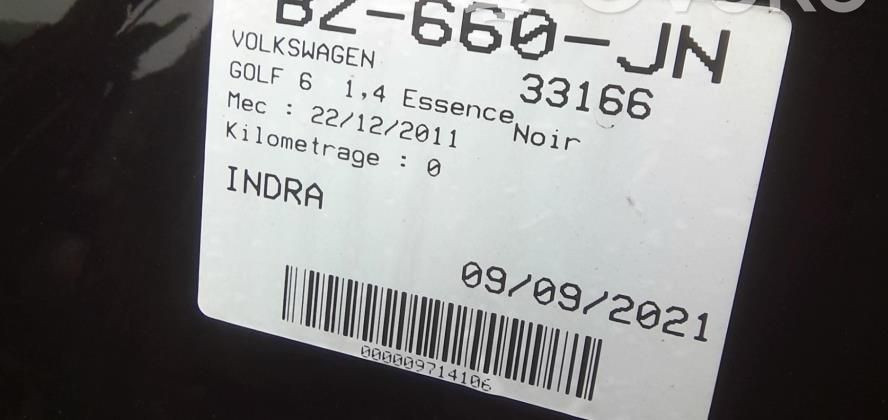 BZ-660-JN
VOLKSWAGEN
33166
GOLF 6 1,4 Essence Noir
Mec : 22/12/2011
Kilometrage : 0
INDRA
09/09/2021
000009714106